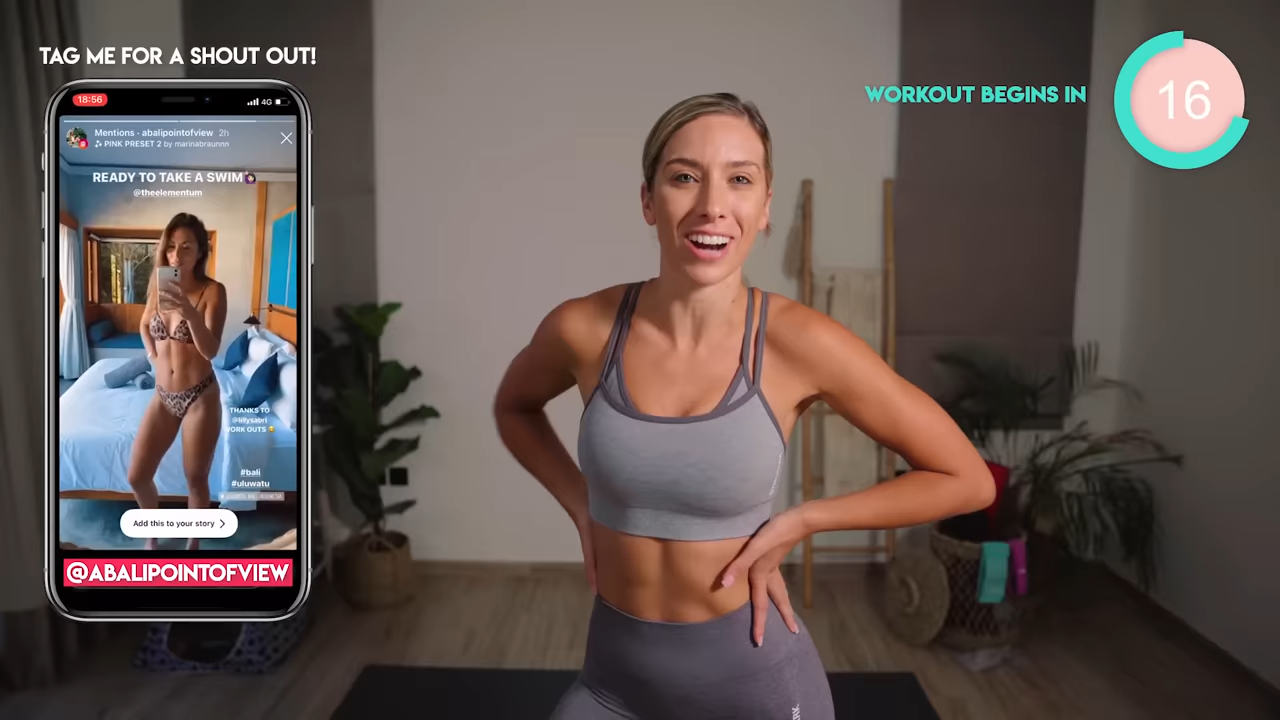 TAG ME FOR A SHOUT OUT!
18:56
4G
Mentions · abalipointofview 2h
PINK PRESET 2 by marinabraunnn
READY TO TAKE A SWIM
@theelementum
THANKS TO
@lillysabri
WORK OUTS
#bali
#uluwatu
Add this to your story
@ABALIPOINTOFVIEW
WORKOUT BEGINS IN
16